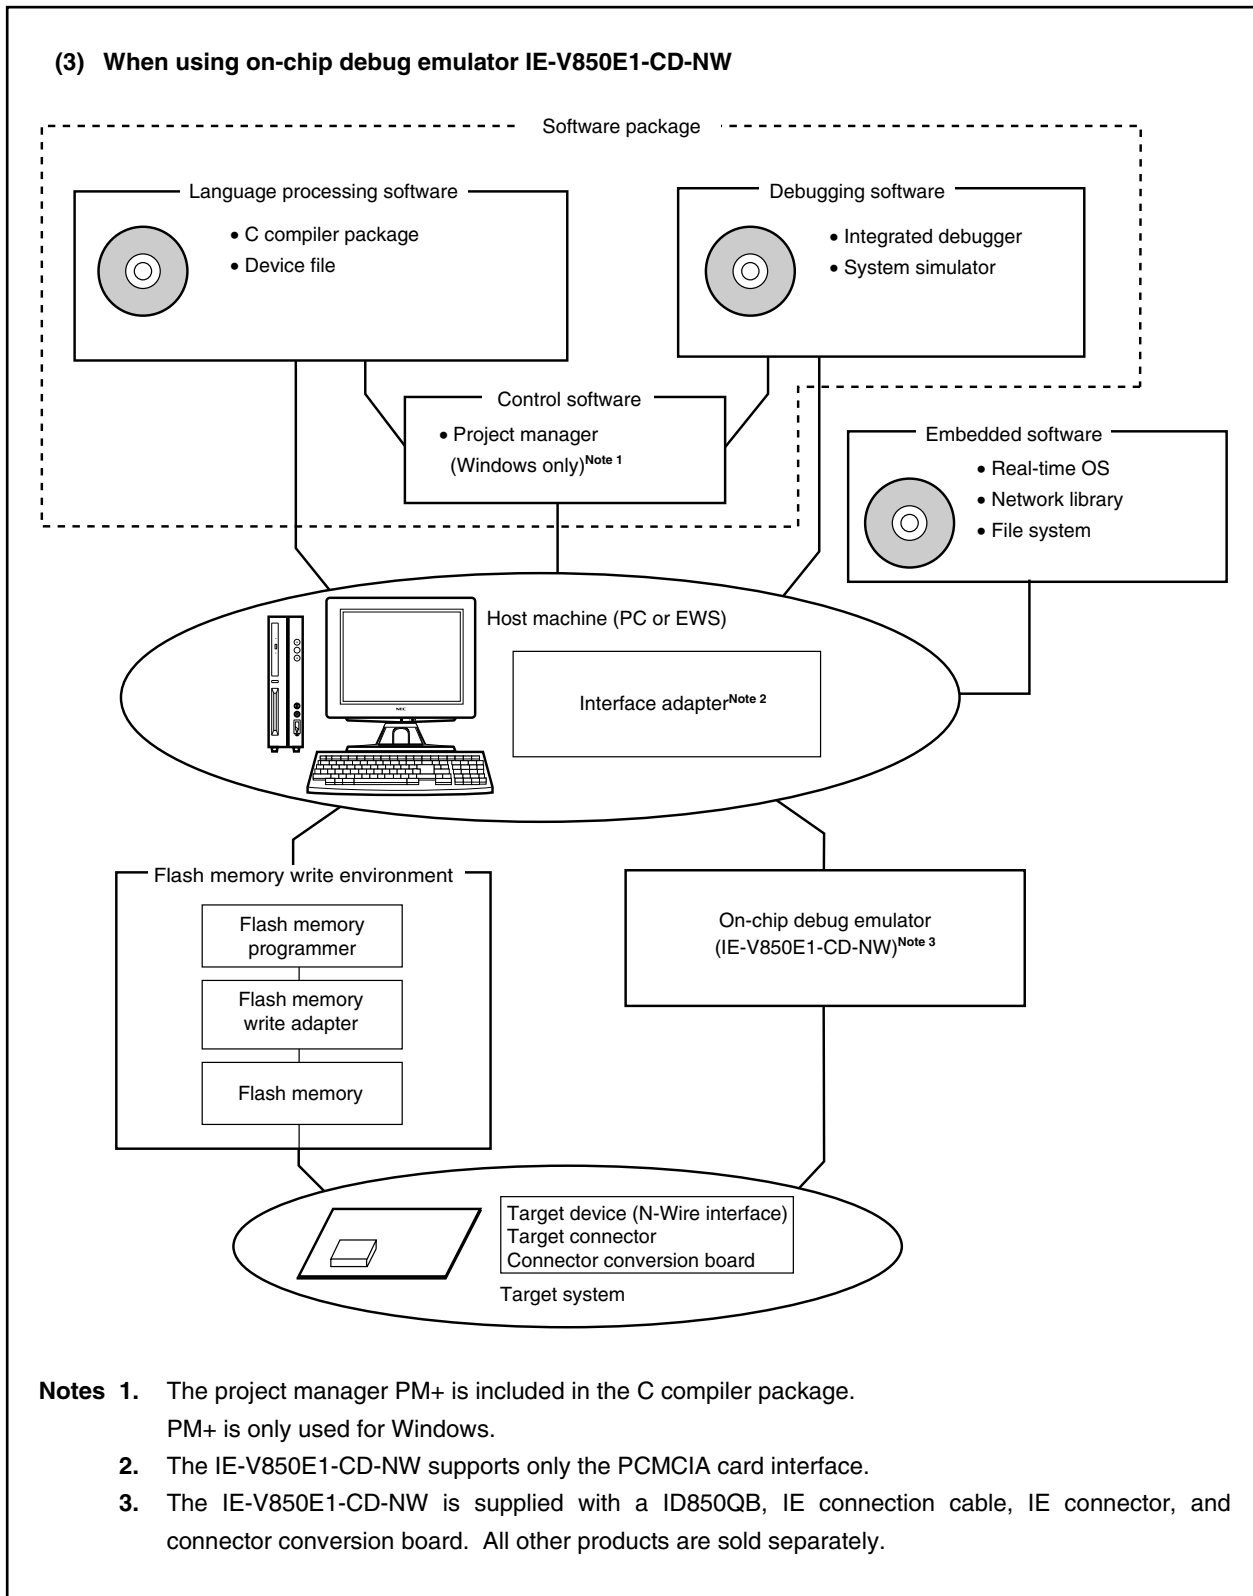 (3) When using on-chip debug emulator IE-V850E1-CD-NW
Software package
Language processing software
• C compiler package
• Device file
Debugging software
• Integrated debugger
• System simulator
Control software
• Project manager
(Windows only)Note 1
Embedded software
• Real-time OS
• Network library
• File system
Host machine (PC or EWS)
Interface adapterNote 2
NEC
Flash memory write environment
Flash memory
programmer
Flash memory
write adapter
Flash memory
On-chip debug emulator
(IE-V850E1-CD-NW)Note 3
Target device (N-Wire interface)
Target connector
Connector conversion board
Target system
Notes 1. The project manager PM+ is included in the C compiler package.
PM+ is only used for Windows.
2. The IE-V850E1-CD-NW supports only the PCMCIA card interface.
3. The IE-V850E1-CD-NW is supplied with a ID850QB, IE connection cable, IE connector, and
connector conversion board. All other products are sold separately.